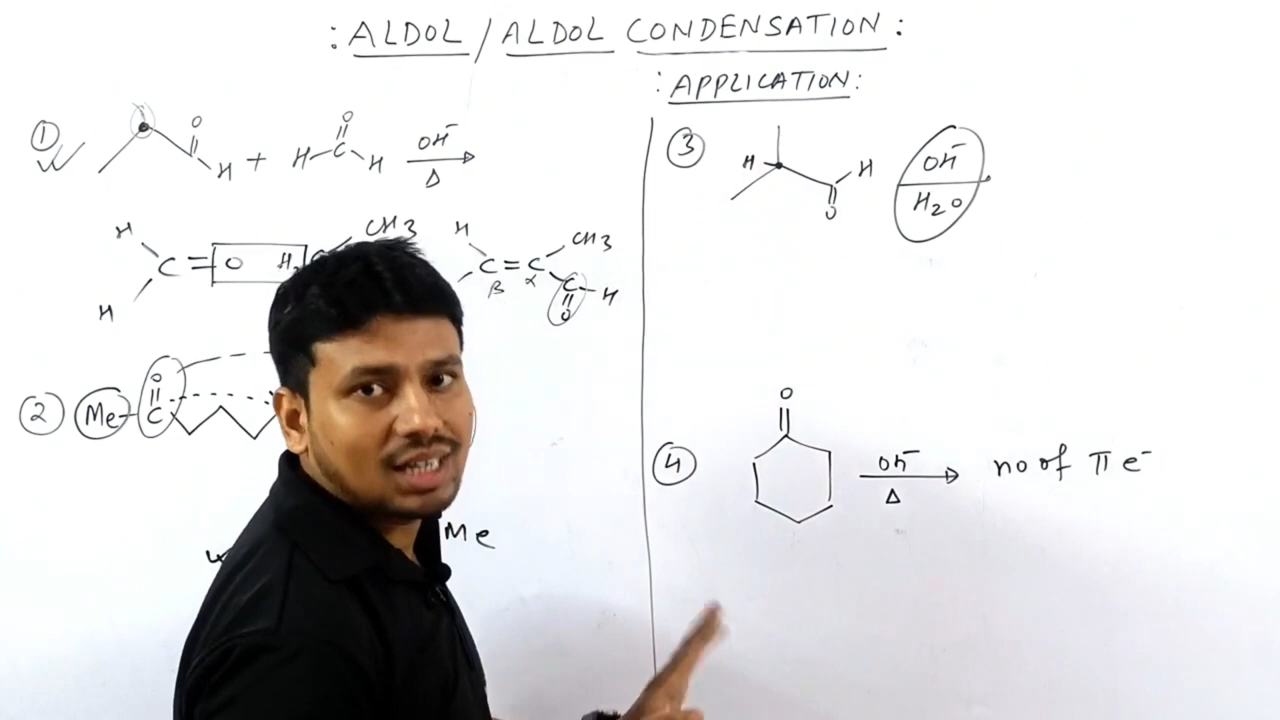 : ALDOL / ALDOL CONDENSATION :
: APPLICATION :
①
O
H + H C H
O
OH⁻
Δ
H
C = O H₂
H
CH3
H
C = C
CH3
β α
C H
O
② Me C
O
Me
③ H
H
O
OH⁻
H₂O
④ O
OH⁻
Δ
no of π e⁻